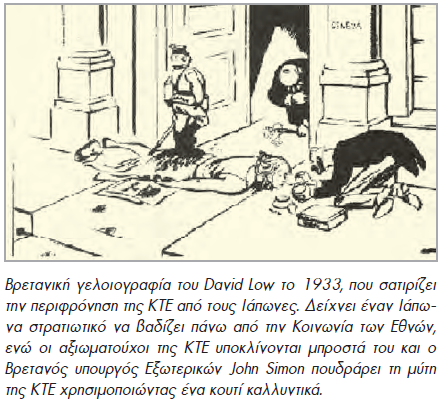 GENEVA
Βρετανική γελοιογραφία του David Low το 1933, που σατιρίζει
την περιφρόνηση της ΚΤΕ από τους Ιάπωνες. Δείχνει έναν Ιάπω-
να στρατιωτικό να βαδίζει πάνω από την Κοινωνία των Εθνών,
ενώ οι αξιωματούχοι της ΚΤΕ υποκλίνονται μπροστά του και ο
Βρετανός υπουργός Εξωτερικών John Simon πουδράρει τη μύτη
της ΚΤΕ χρησιμοποιώντας ένα κουτί καλλυντικά.